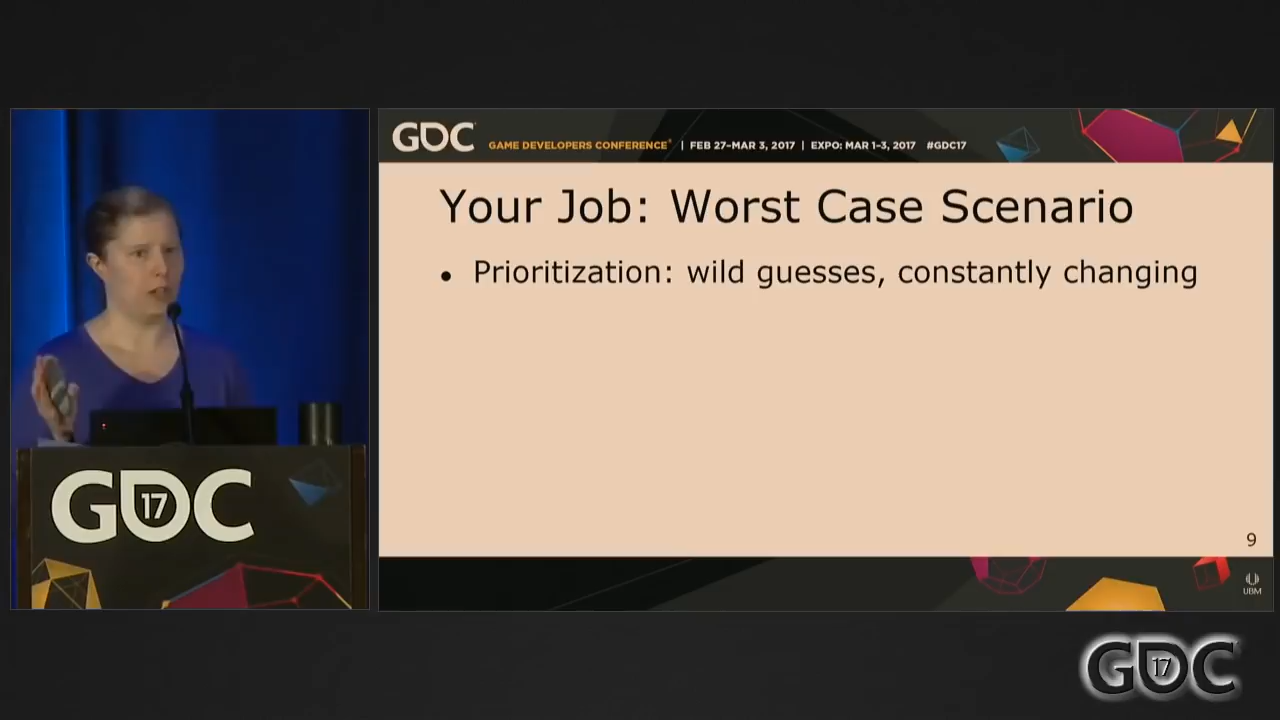 GDC
GAME DEVELOPERS CONFERENCE® | FEB 27–MAR 3, 2017 | EXPO: MAR 1–3, 2017 #GDC17
Your Job: Worst Case Scenario
• Prioritization: wild guesses, constantly changing
9
UBM
GDC
17
GDC
17